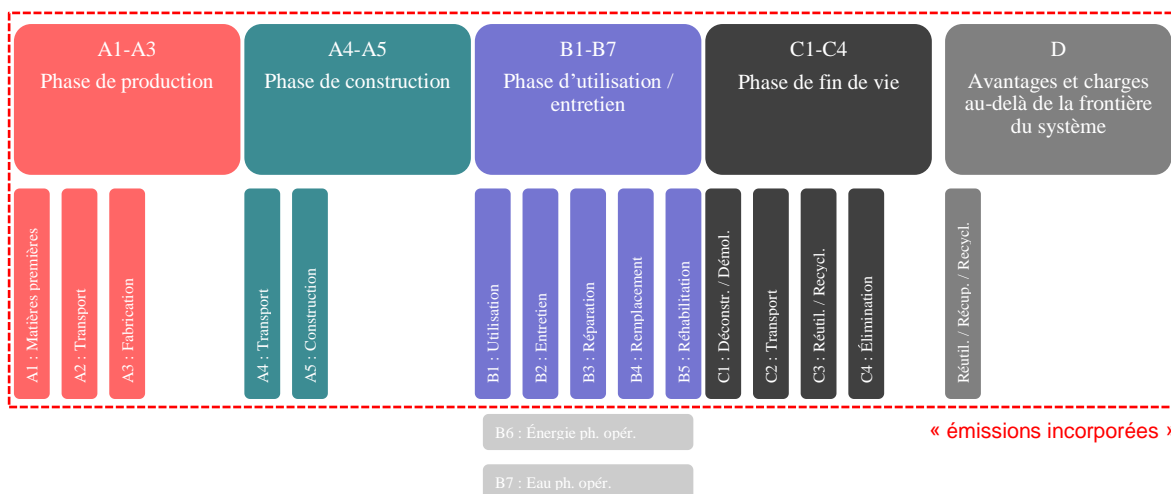 A1-A3
Phase de production
A4-A5
Phase de construction
B1-B7
Phase d’utilisation /
entretien
C1-C4
Phase de fin de vie
D
Avantages et charges
au-delà de la frontière
du système
A1 : Matières premières
A2 : Transport
A3 : Fabrication
A4 : Transport
A5 : Construction
B1 : Utilisation
B2 : Entretien
B3 : Réparation
B4 : Remplacement
B5 : Réhabilitation
C1 : Déconstr. / Démol.
C2 : Transport
C3 : Réutil. / Recycl.
C4 : Élimination
Réutil. / Récup. / Recycl.
B6 : Énergie ph. opér.
« émissions incorporées »
B7 : Eau ph. opér.